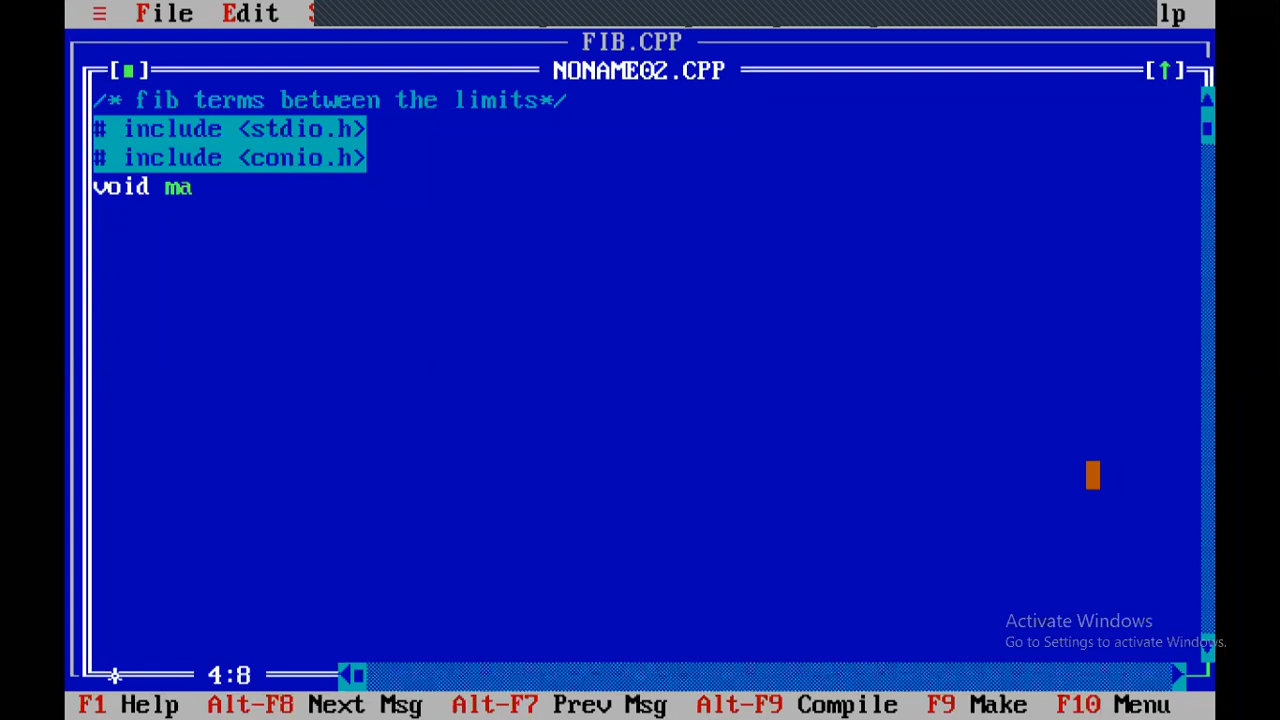 ≡ File Edit lp
FIB.CPP
[■] NONAME02.CPP [↑]
/* fib terms between the limits*/
# include <stdio.h>
# include <conio.h>
void ma
Activate Windows
Go to Settings to activate Windows.
4:8
F1 Help Alt-F8 Next Msg Alt-F7 Prev Msg Alt-F9 Compile F9 Make F10 Menu